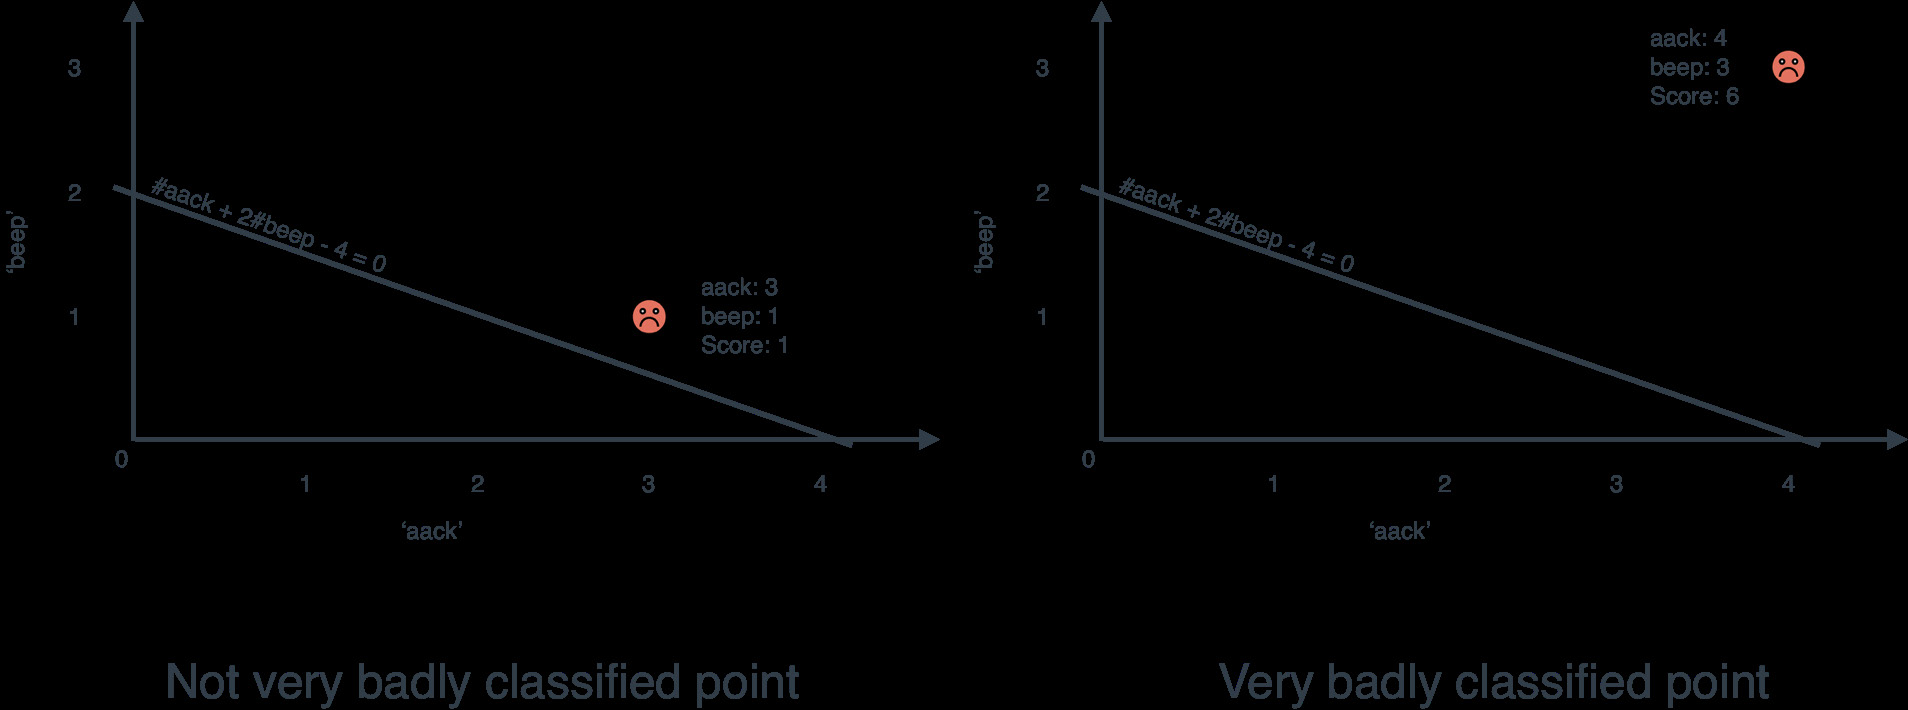 3
2
1
0
1
2
3
4
‘beep’
‘aack’
#aack + 2#beep - 4 = 0
aack: 3
beep: 1
Score: 1
Not very badly classified point
3
2
1
0
1
2
3
4
‘beep’
‘aack’
#aack + 2#beep - 4 = 0
aack: 4
beep: 3
Score: 6
Very badly classified point